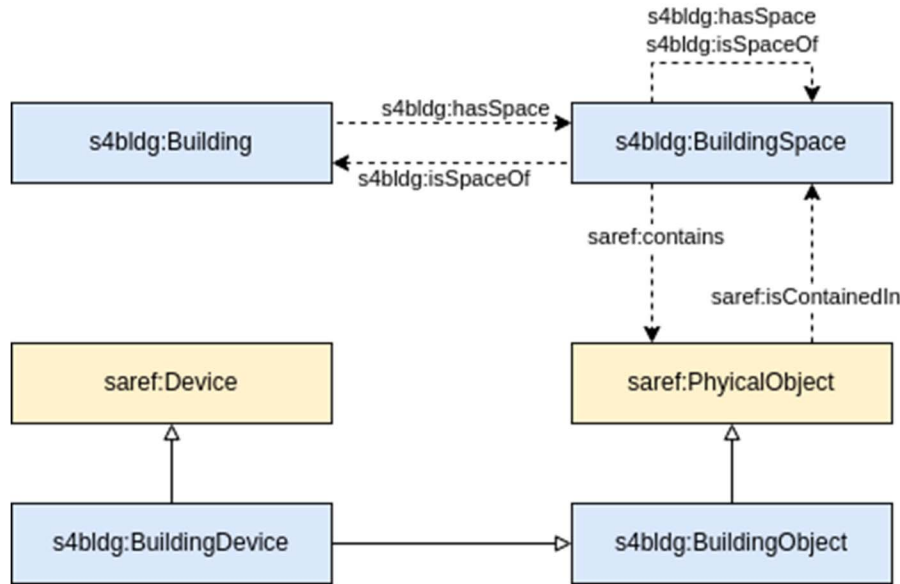 s4bldg:hasSpace
s4bldg:isSpaceOf
s4bldg:Building
s4bldg:hasSpace
s4bldg:isSpaceOf
s4bldg:BuildingSpace
saref:contains
saref:isContainedIn
saref:Device
saref:PhyicalObject
s4bldg:BuildingDevice
s4bldg:BuildingObject